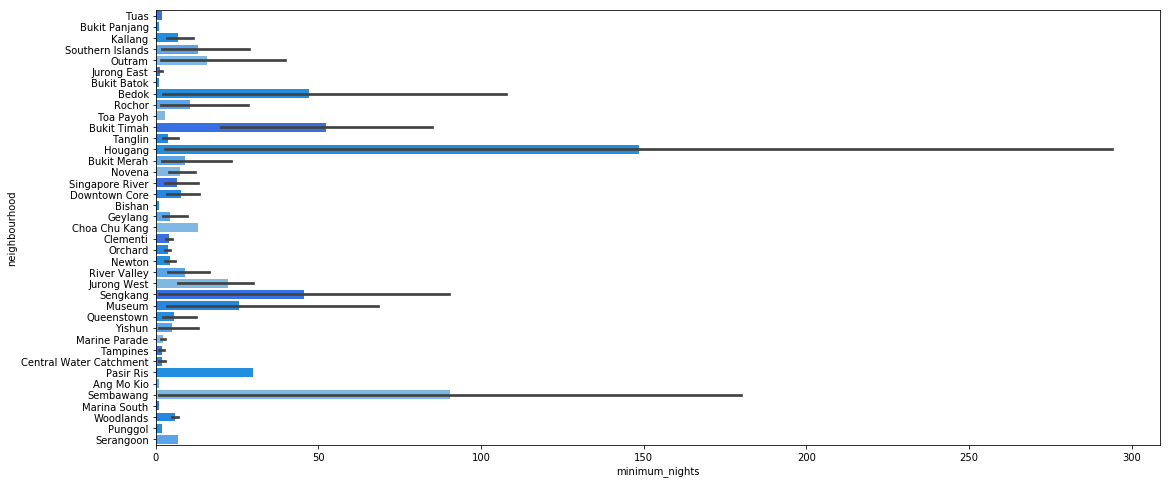 Tuas
Bukit Panjang
Kallang
Southern Islands
Outram
Jurong East
Bukit Batok
Bedok
Rochor
Toa Payoh
Bukit Timah
Tanglin
Hougang
Bukit Merah
Novena
Singapore River
Downtown Core
Bishan
Geylang
Choa Chu Kang
Clementi
Orchard
Newton
River Valley
Jurong West
Sengkang
Museum
Queenstown
Yishun
Marine Parade
Tampines
Central Water Catchment
Pasir Ris
Ang Mo Kio
Sembawang
Marina South
Woodlands
Punggol
Serangoon
neighbourhood
0 50 100 150 200 250 300
minimum_nights